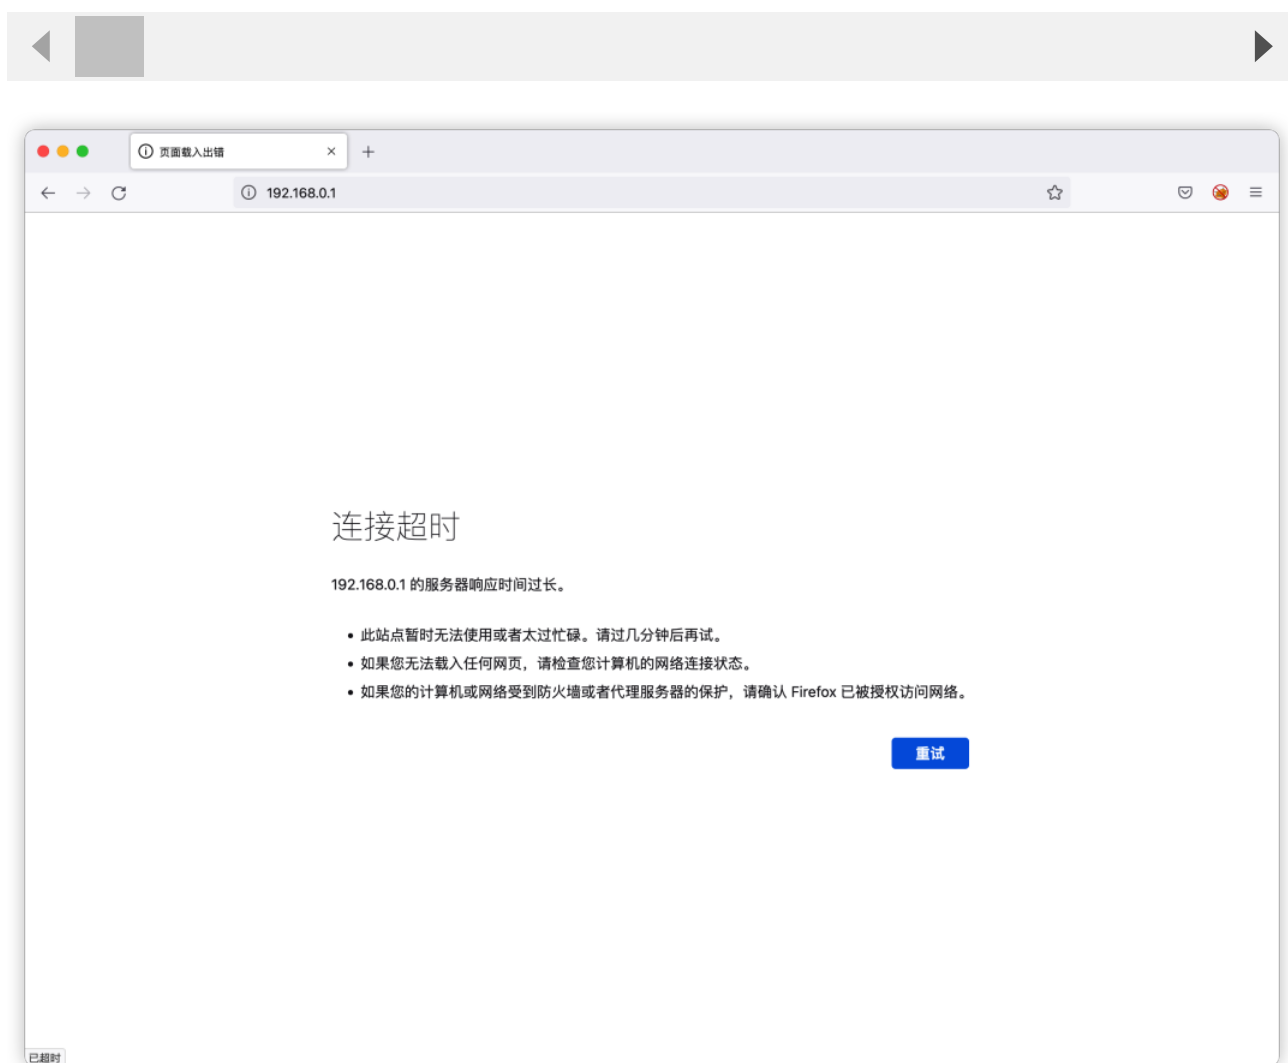 页面载入出错
192.168.0.1
连接超时
192.168.0.1 的服务器响应时间过长。
• 此站点暂时无法使用或者太过忙碌。请过几分钟后再试。
• 如果您无法载入任何网页，请检查您计算机的网络连接状态。
• 如果您的计算机或网络受到防火墙或者代理服务器的保护，请确认 Firefox 已被授权访问网络。
重试
已超时